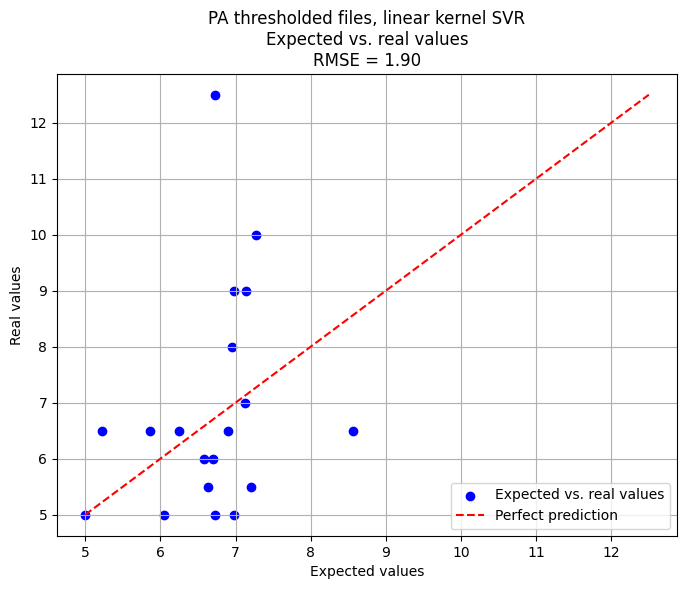 PA thresholded files, linear kernel SVR
Expected vs. real values
RMSE = 1.90
Real values
12
11
10
9
8
7
6
5
5 6 7 8 9 10 11 12
Expected values
Expected vs. real values
Perfect prediction